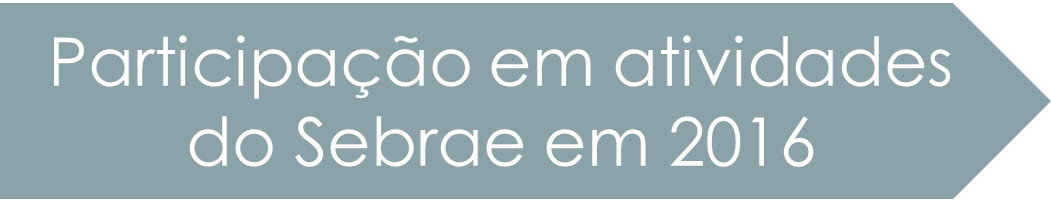 Participação em atividades
do Sebrae em 2016